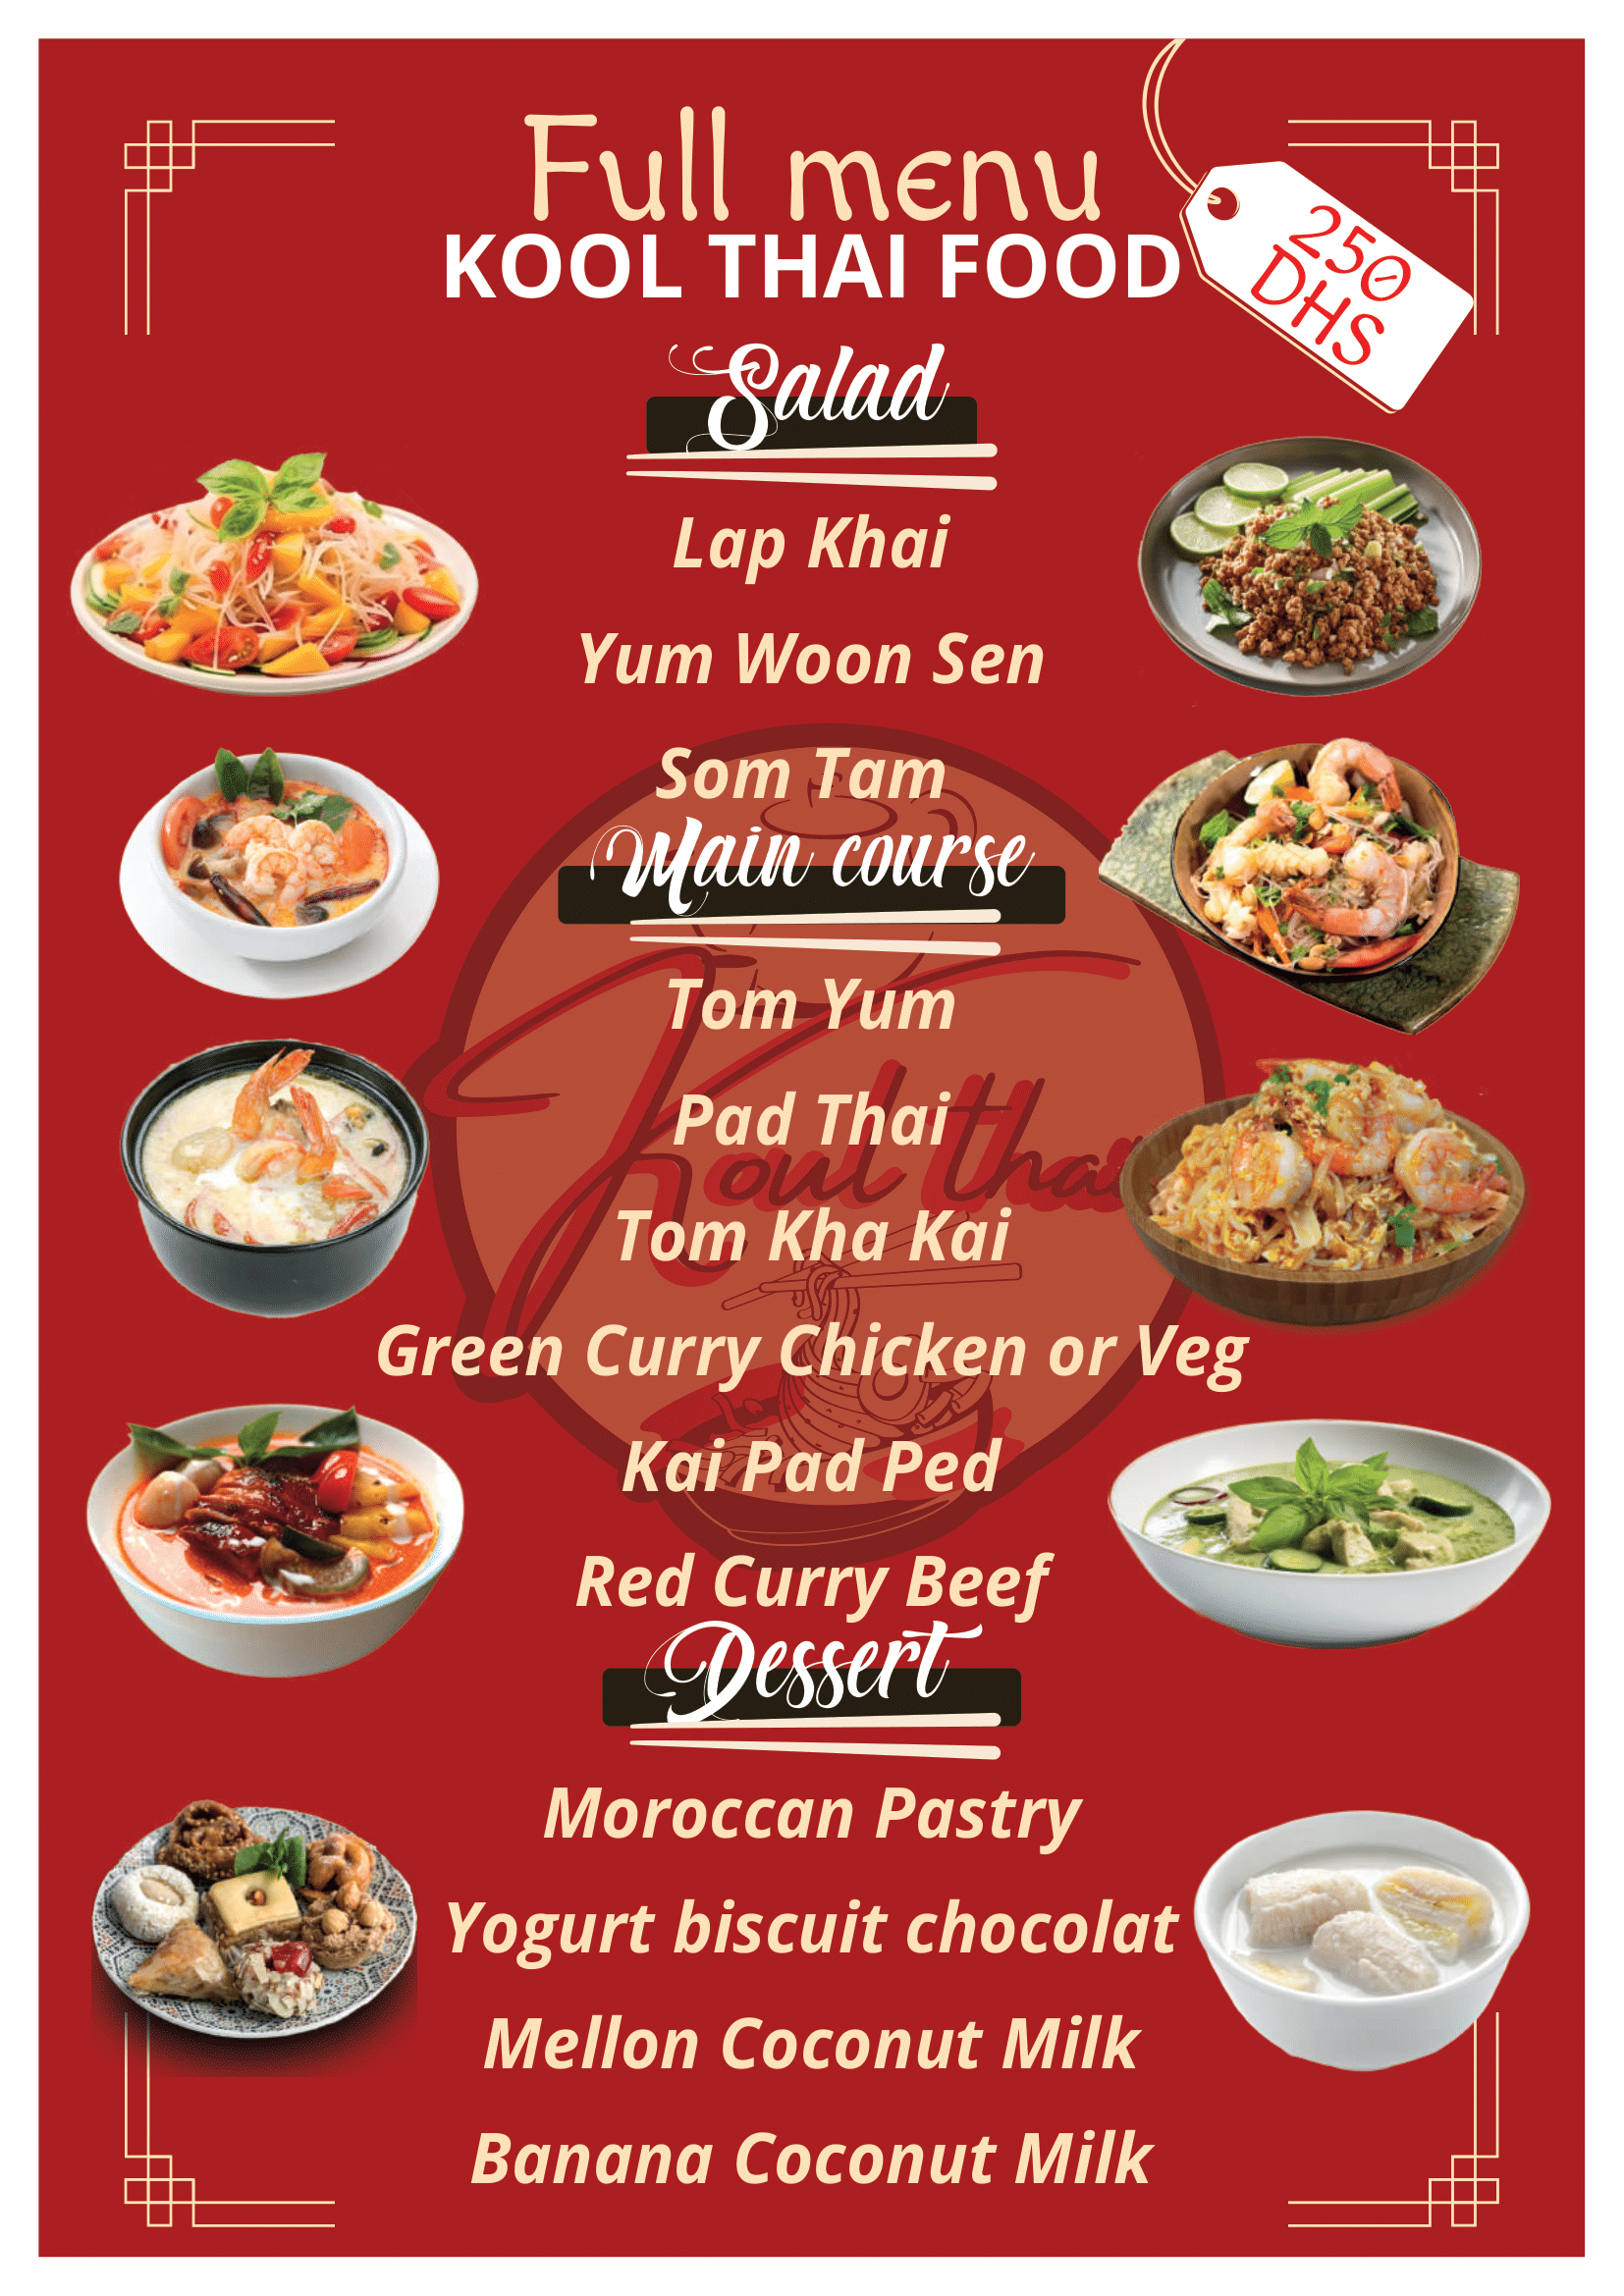 Full menu
KOOL THAI FOOD
250
DHS
Salad
Lap Khai
Yum Woon Sen
Som Tam
Main course
Tom Yum
Pad Thai
Koul thai
Tom Kha Kai
Green Curry Chicken or Veg
Kai Pad Ped
Red Curry Beef
Dessert
Moroccan Pastry
Yogurt biscuit chocolat
Mellon Coconut Milk
Banana Coconut Milk